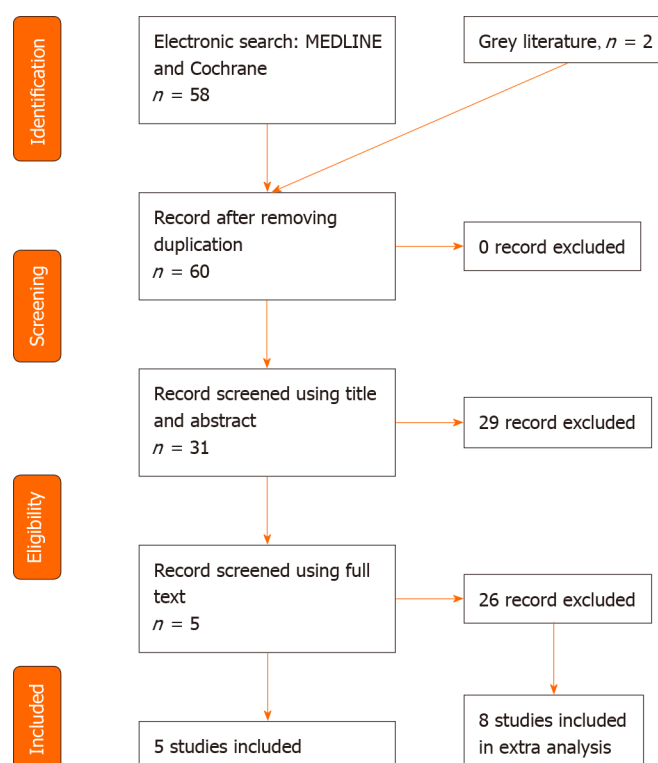 Identification
Electronic search: MEDLINE
and Cochrane
n = 58
Grey literature, n = 2
Record after removing
duplication
n = 60
0 record excluded
Screening
Record screened using title
and abstract
n = 31
29 record excluded
Eligibility
Record screened using full
text
n = 5
26 record excluded
Included
5 studies included
8 studies included
in extra analysis